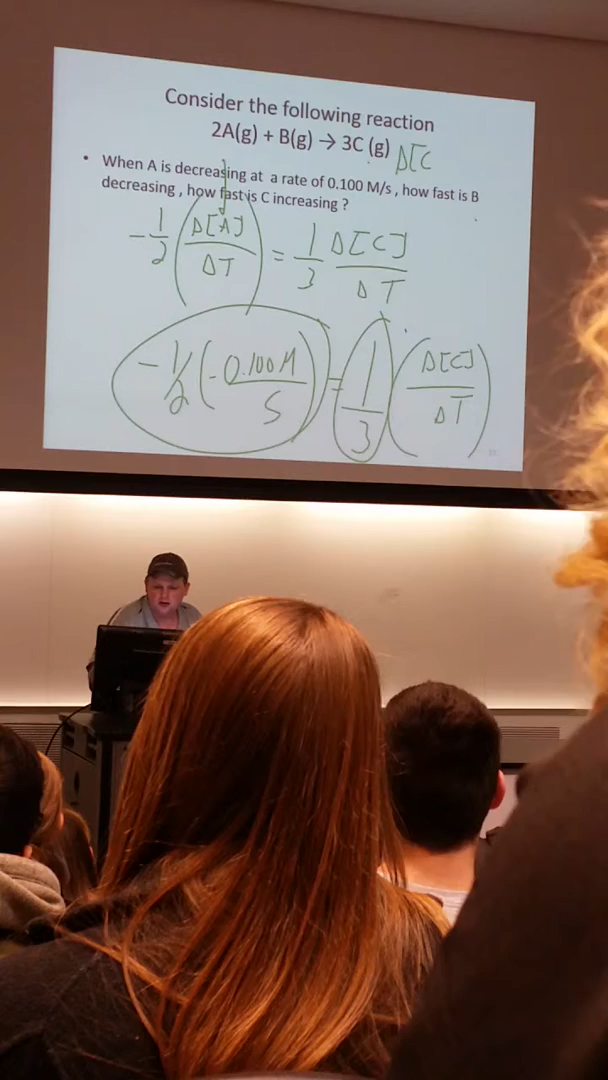 Consider the following reaction
2A(g) + B(g) → 3C (g) Δ[C
• When A is decreasing at a rate of 0.100 M/s , how fast is B
decreasing , how fast is C increasing ?
-1/2 (Δ[A]/ΔT) = 1/3 Δ[C]/ΔT
-1/2 (-0.100M/S) = 1/3 (Δ[C]/ΔT)